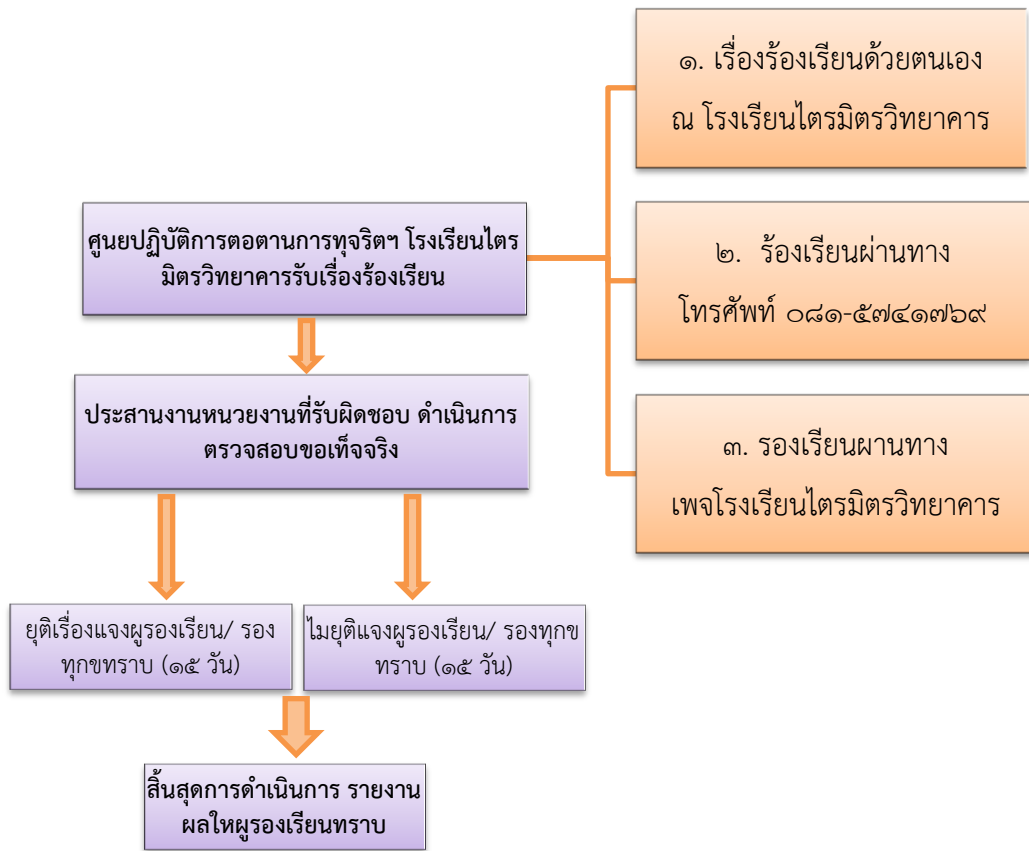 ๑. เรื่องร้องเรียนด้วยตนเอง
ณ โรงเรียนไตรมิตรวิทยาคาร
ศูนยปฏิบัติการตอตานการทุจริตฯ โรงเรียนไตร
มิตรวิทยาคารรับเรื่องร้องเรียน
๒. ร้องเรียนผ่านทาง
โทรศัพท์ ๐๘๑-๕๗๔๑๗๖๙
ประสานงานหนวยงานที่รับผิดชอบ ดําเนินการ
ตรวจสอบขอเท็จจริง
๓. รองเรียนผานทาง
เพจโรงเรียนไตรมิตรวิทยาคาร
ยุติเรื่องแจงผูรองเรียน/ รอง
ทุกขทราบ (๑๕ วัน)
ไมยุติแจงผูรองเรียน/ รองทุกข
ทราบ (๑๕ วัน)
สิ้นสุดการดําเนินการ รายงาน
ผลใหผูรองเรียนทราบ